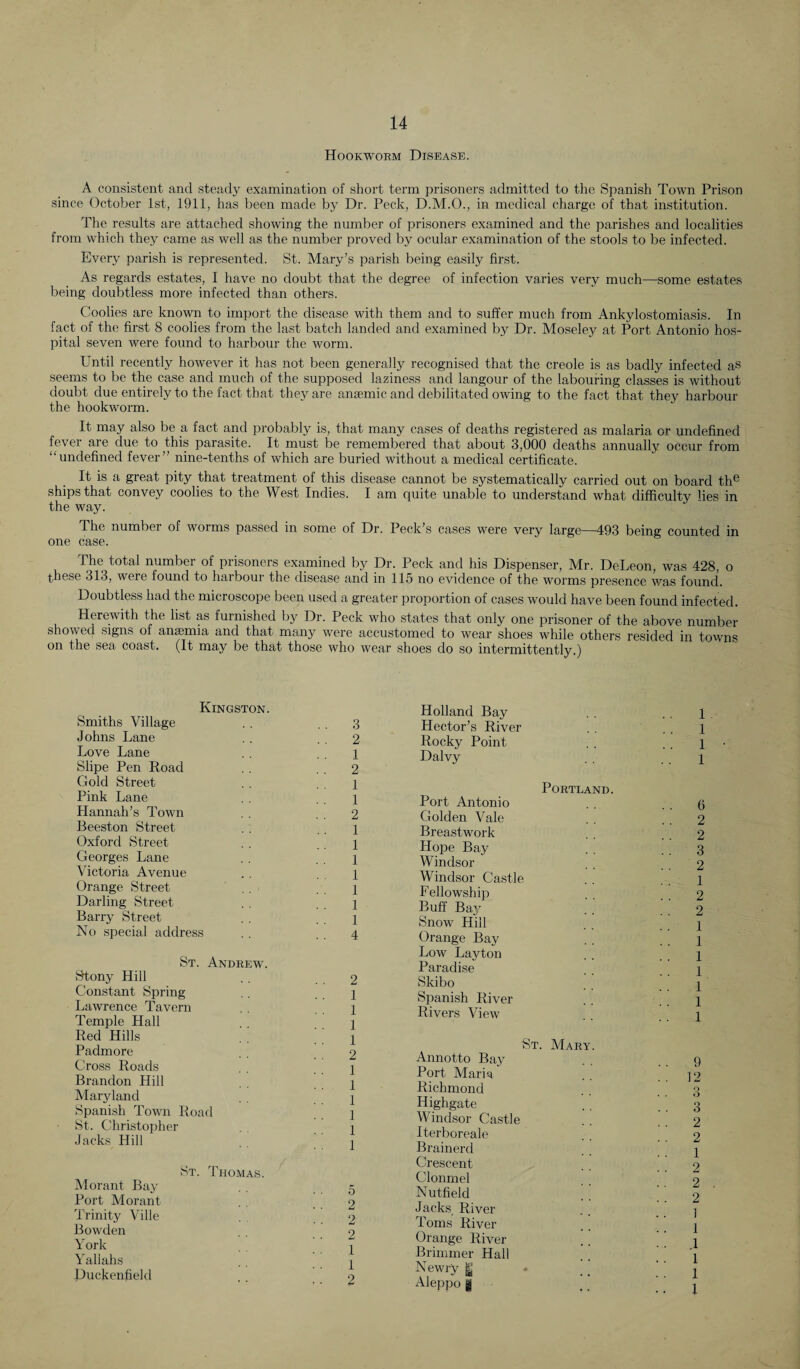 14
HOOKWORM DISEASE.
A consistent and steady examination of short term prisoners admitted to the Spanish Town Prison
since October 1st, 1911, has been made by Dr. Peck, D.M.O., in medical charge of that institution.
The results are attached showing the number of prisoners examined and the parishes and localities
from which they came as well as the number proved by ocular examination of the stools to be infected.
Every parish is represented. St. Mary's parish being easily first.
As regards estates, I have no doubt that the degree of infection varies very much—some estates
being doubtless more infected than others.
Coolies are known to import the disease with them and to suffer much from Ankylostomiasis. In
fact of the first 8 coolies from the last batch landed and examined by Dr. Moseley at Port Antonio hos-
pital seven were found to harbour the worm.
Until recently however it has not been generally recognised that the creole is as badly infected as
seems to be the case and much of the supposed laziness and langour of the labouring classes is without
doubt due entirely to the fact that they are anæmic and debilitated owing to the fact that they harbour
the hookworm.
It may also be a fact and probably is, that many cases of deaths registered as malaria or undefined
fever are due to this parasite. It must be remembered that about 3,000 deaths annually occur from
"undefined fever" nine-tenths of which are buried without a medical certificate.
It is a great pity that treatment of this disease cannot be systematically carried out on board the
ships that convey coolies to the West Indies. I am quite unable to understand what difficulty lies in
the way.
The number of worms passed in some of Dr. Peck's cases were very large—493 being counted in
one case.
The total number of prisoners examined by Dr. Peck and his Dispenser, Mr. DeLeon, was 428, o
these 313, were found to harbour the disease and in 115 no evidence of the worms presence was found.
Doubtless had the microscope been used a greater proportion of cases would have been found infected.
Herewith the list as furnished by Dr. Peck who states that only one prisoner of the above number
showed signs of anæmia and that many were accustomed to wear shoes while others resided in towns
on the sea coast. (It may be that those who wear shoes do so intermittently.)
KINGSTON.
Smiths Village .. .. 3
Johns Lane .. .. 2
Love Lane .. .. 1
Slipe Pen Road .. .. 2
Gold Street .. .. 1
Pink Lane .. .. 1
Hannah's Town .. .. 2
Beeston Street .. .. 1
Oxford Street .. .. 1
Georges Lane .. .. 1
Victoria Avenue .. .. 1
Orange Street .. .. 1
Darling Street .. .. 1
Barry Street .. .. 1
No special address .. .. 4
ST. ANDREW.
Stony Hill .. .. 2
Constant Spring .. .. 1
Lawrence Tavern .. .. 1
Temple Hall .. .. 1
Red Hills .. .. 1
Padmore .. .. 2
Cross Roads .. .. 1
Brandon Hill .. .. 1
Maryland .. .. 1
Spanish Town Road .. 1
St. Christopher .. .. 1
Jacks Hill .. .. 1
ST. THOMAS.
Morant Bay .. .. 5
Port Morant .. .. 2
Trinity Ville .. .. 2
Bowden .. .. 2
York .. .. 1
Yallahs .. .. 1
Duckenfield .. .. 2
Holland Bay .. .. 1
Hector's River .. .. 1
Rocky Point .. .. 1
Dalvy .. .. 1
PORTLAND.
Port Antonio .. .. 6
Golden Vale .. .. 2
Breastwork .. .. 2
Hope Bay .. .. 3
Windsor .. .. 2
Windsor Castle .. .. 1
Fellowship .. .. 2
Buff Bay .. .. 2
Snow Hill .. .. 1
Orange Bay .. .. 1
Low Layton .. .. 1
Paradise .. .. 1
Skibo .. .. 1
Spanish River .. .. 1
Rivers View .. .. 1
ST. MARY.
Annotto Bay .. .. 9
Port Maria .. .. 12
Richmond .. .. 3
Highgate .. .. 3
Windsor Castle .. .. 2
Iterboreale .. .. 2
Brainerd .. .. 1
Crescent .. .. 2
Clonmel .. .. 2
Nutfield .. .. 2
Jacks River .. .. 1
Toms River .. .. 1
Orange River .. .. 1
Brimmer Hall .. .. 1
Newry .. .. 1
Aleppo .. .. 1